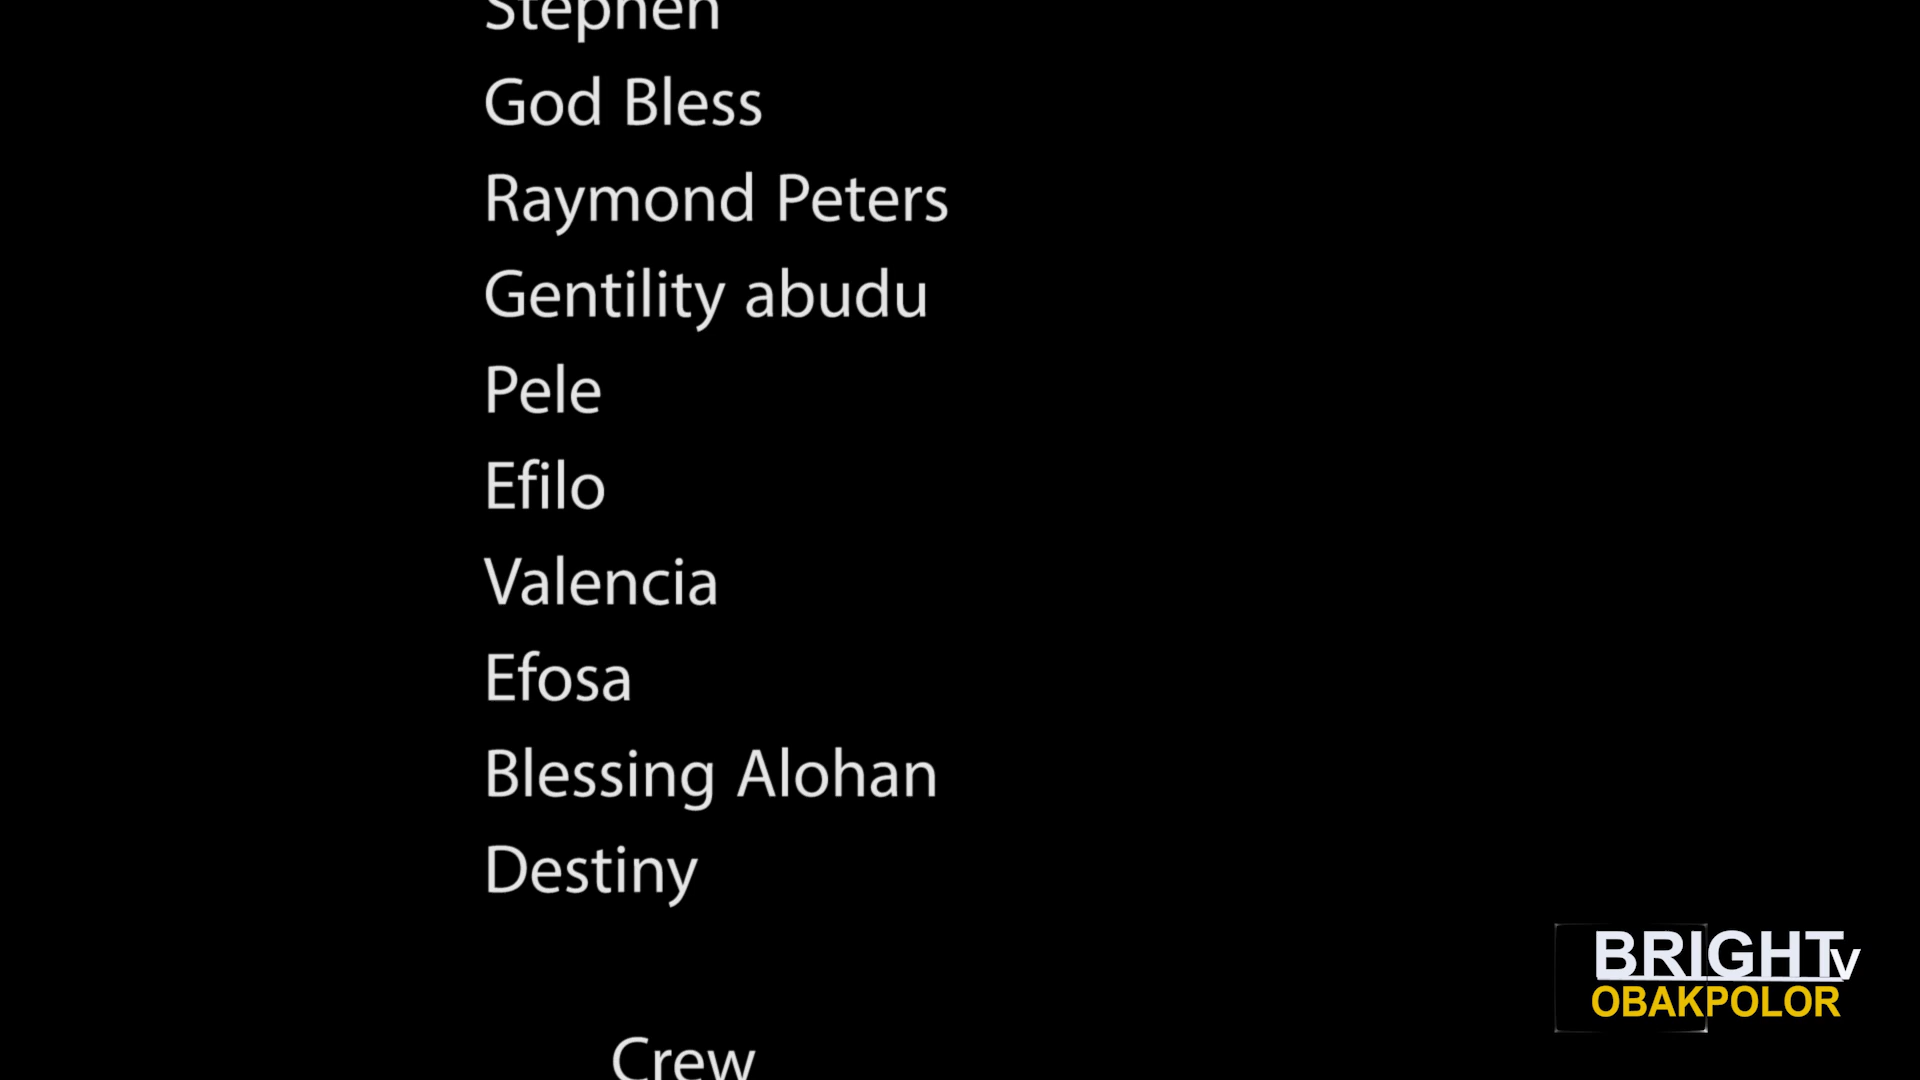 Stephen
God Bless
Raymond Peters
Gentility abudu
Pele
Efilo
Valencia
Efosa
Blessing Alohan
Destiny
Crew
BRIGHTV
OBAKPOLOR